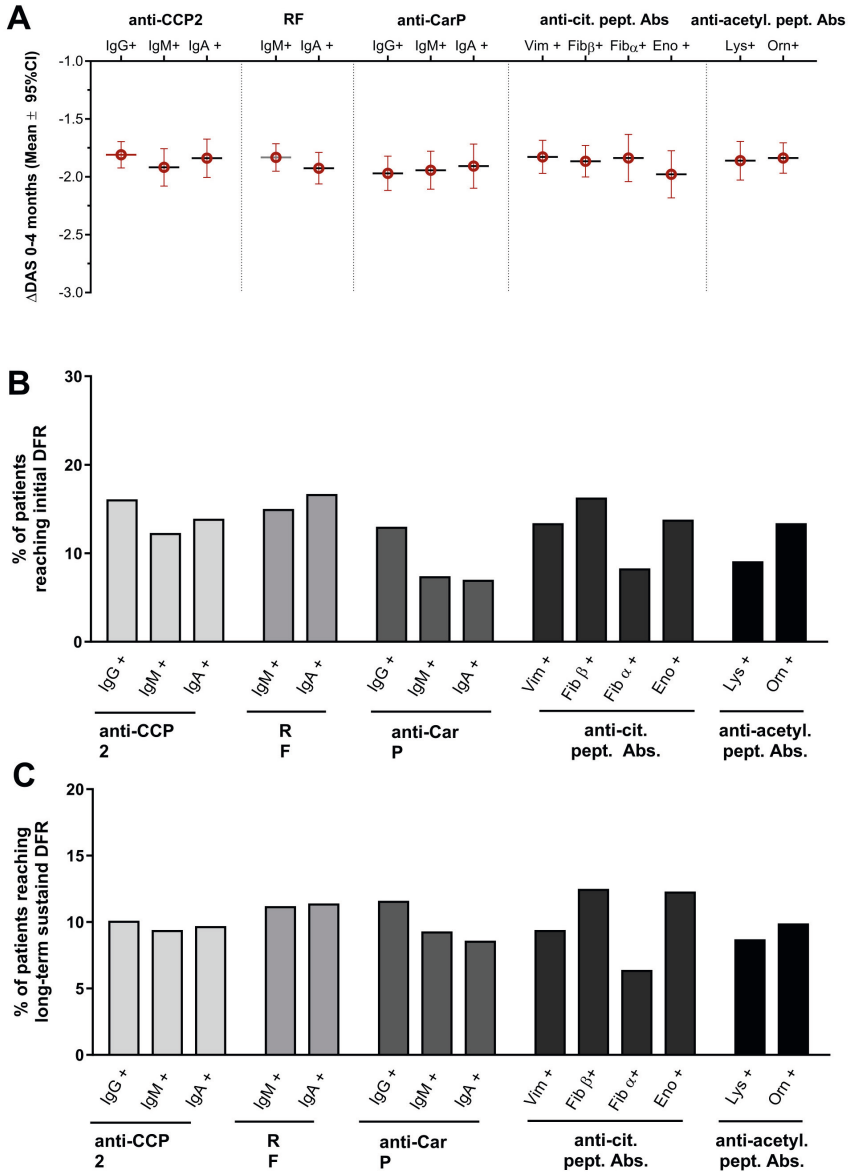 A
anti-CCP2 RF anti-CarP anti-cit. pept. Abs anti-acetyl. pept. Abs
IgG+ IgM+ IgA + IgM+ IgA + IgG+ IgM+ IgA + Vim + Fibβ+ Fibα+ Eno + Lys+ Orn+
ΔDAS 0-4 months (Mean ± 95%CI)
-1.0
-1.5
-2.0
-2.5
-3.0
B
% of patients
reaching initial DFR
30
20
10
0
IgG + IgM + IgA + IgM + IgA + IgG + IgM + IgA + Vim + Fib β + Fib α + Eno + Lys + Orn +
anti-CCP R anti-Car anti-cit. anti-acetyl.
2 F P pept. Abs. pept. Abs.
C
% of patients reaching
long-term sustaind DFR
20
15
10
5
0
IgG + IgM + IgA + IgM + IgA + IgG + IgM + IgA + Vim + Fib β+ Fib α+ Eno + Lys + Orn +
anti-CCP R anti-Car anti-cit. anti-acetyl.
2 F P pept. Abs. pept. Abs.